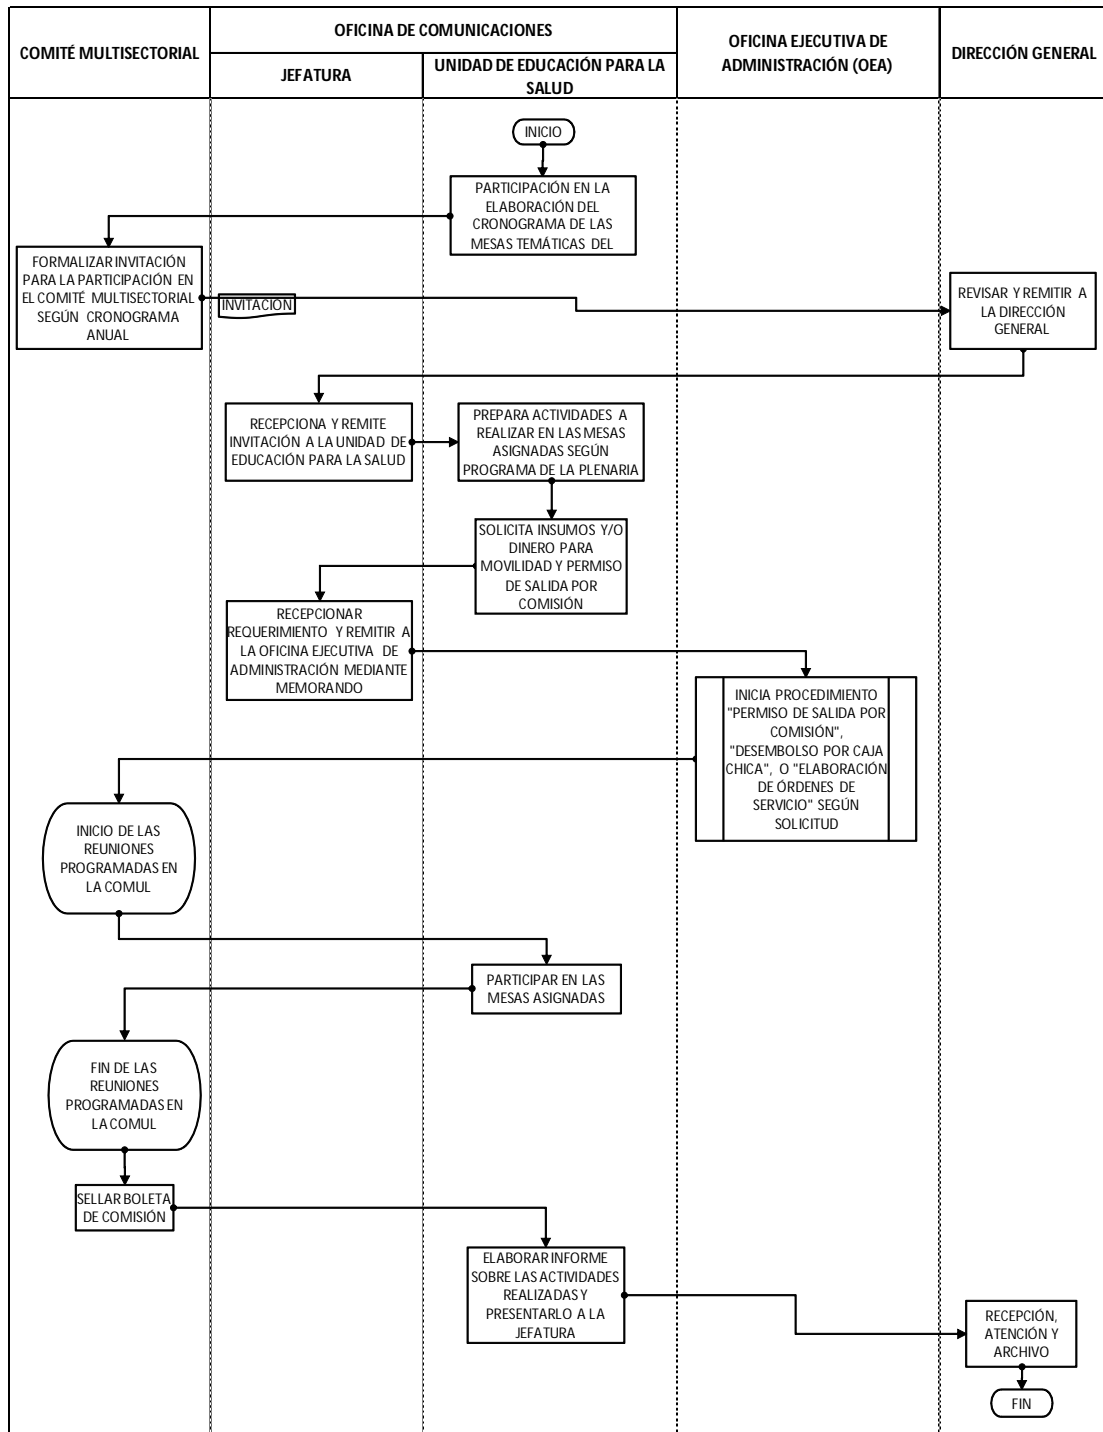 COMITÉ MULTISECTORIAL
OFICINA DE COMUNICACIONES
JEFATURA
UNIDAD DE EDUCACIÓN PARA LA
SALUD
OFICINA EJECUTIVA DE
ADMINISTRACIÓN (OEA)
DIRECCIÓN GENERAL
INICIO
PARTICIPACIÓN EN LA
ELABORACIÓN DEL
CRONOGRAMA DE LAS
MESAS TEMÁTICAS DEL
FORMALIZAR INVITACIÓN
PARA LA PARTICIPACIÓN EN
EL COMITÉ MULTISECTORIAL
SEGÚN CRONOGRAMA
ANUAL
INVITACION
REVISAR Y REMITIR A
LA DIRECCIÓN
GENERAL
RECEPCIONA Y REMITE
INVITACIÓN A LA UNIDAD DE
EDUCACIÓN PARA LA SALUD
PREPARA ACTIVIDADES A
REALIZAR EN LAS MESAS
ASIGNADAS SEGÚN
PROGRAMA DE LA PLENARIA
SOLICITA INSUMOS Y/O
DINERO PARA
MOVILIDAD Y PERMISO
DE SALIDA POR
COMISIÓN
RECEPCIONAR
REQUERIMIENTO Y REMITIR A
LA OFICINA EJECUTIVA DE
ADMINISTRACIÓN MEDIANTE
MEMORANDO
INICIA PROCEDIMIENTO
"PERMISO DE SALIDA POR
COMISIÓN",
"DESEMBOLSO POR CAJA
CHICA", O "ELABORACIÓN
DE ÓRDENES DE
SERVICIO" SEGÚN
SOLICITUD
INICIO DE LAS
REUNIONES
PROGRAMADAS EN
LA COMUL
PARTICIPAR EN LAS
MESAS ASIGNADAS
FIN DE LAS
REUNIONES
PROGRAMADAS EN
LA COMUL
SELLAR BOLETA
DE COMISIÓN
ELABORAR INFORME
SOBRE LAS ACTIVIDADES
REALIZADAS Y
PRESENTARLO A LA
JEFATURA
RECEPCIÓN,
ATENCIÓN Y
ARCHIVO
FIN